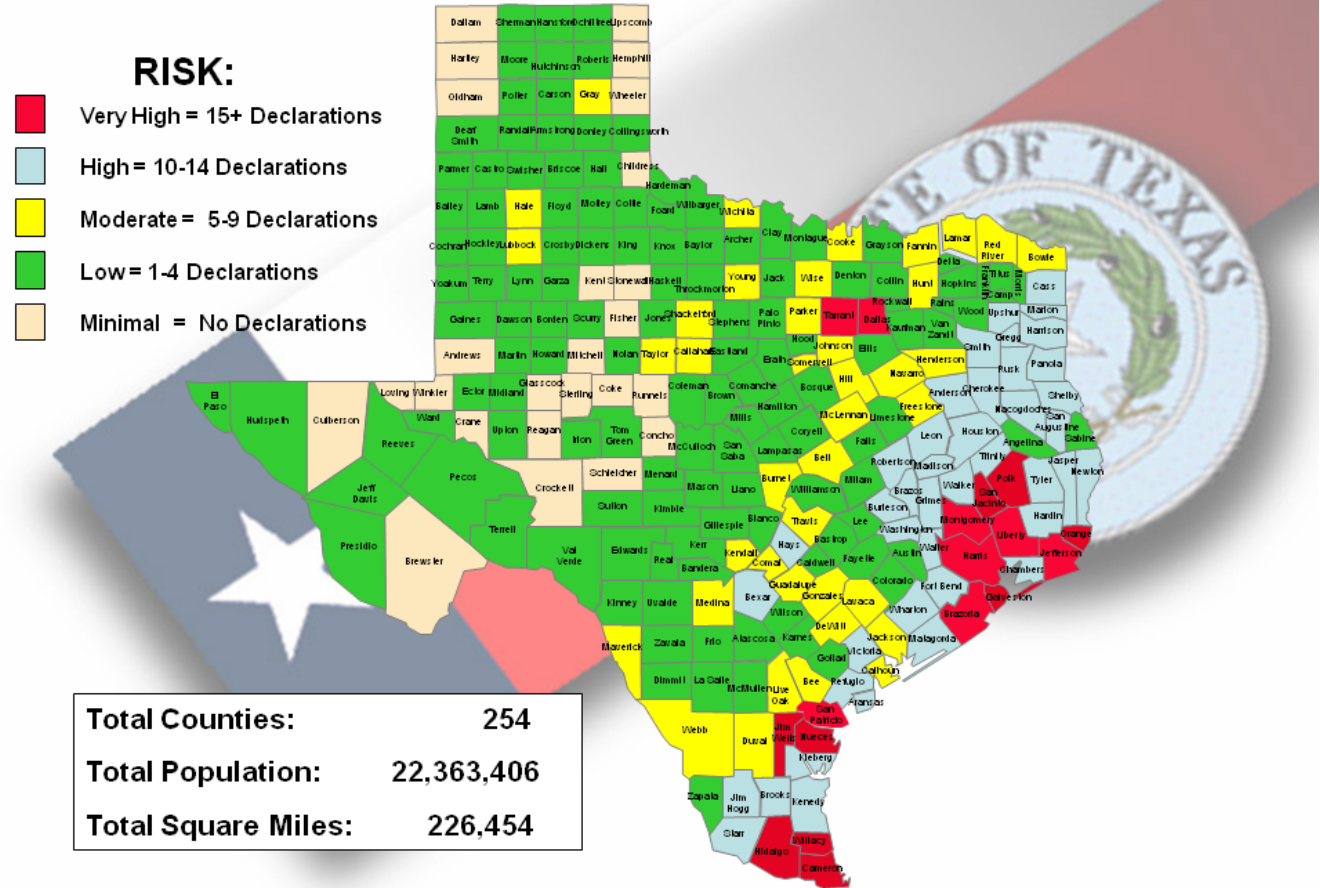 RISK:
Very High = 15+ Declarations
High = 10-14 Declarations
Moderate = 5-9 Declarations
Low = 1-4 Declarations
Minimal = No Declarations
TE OF TEXAS
Dallam Sherman Hansford Ochiltree Lipscomb
Hartley Moore Hutchinson Roberts Hemphill
Oldham Potter Carson Gray Wheeler
Deaf Smith Randall Armstrong Donley Collingsworth
Parmer Castro Swisher Briscoe Hall Childress
Hardeman
Bailey Lamb Hale Floyd Motley Cottle Foard Wilbarger Wichita
Cochran Hockley Lubbock Crosby Dickens King Knox Baylor Archer Clay Montague Cooke Grayson Fannin Lamar Red River Bowie
Yoakum Terry Lynn Garza Kent Stonewall Haskell Throckmorton Young Jack Wise Denton Collin Hunt Delta Hopkins Franklin Titus Camp Morris Cass
Gaines Dawson Borden Scurry Fisher Jones Shackelford Stephens Palo Pinto Parker Tarrant Dallas Rockwall Kaufman Rains Van Zandt Wood Upshur Marion
Andrews Martin Howard Mitchell Nolan Taylor Callahan Eastland Erath Hood Somervell Johnson Ellis Navarro Henderson Smith Gregg Harrison
Rusk Panola
El Paso Hudspeth Culberson Loving Winkler Ector Midland Glasscock Sterling Coke Runnels Coleman Brown Comanche Hamilton Bosque Hill Freestone Anderson Cherokee Nacogdoches Shelby
Reeves Ward Crane Upton Reagan Irion Tom Green Concho McCulloch San Saba Mills Lampasas Coryell McLennan Limestone Falls Leon Houston Angelina San Augustine Sabine
Jeff Davis Pecos Crockett Schleicher Menard Mason Llano Burnet Bell Milam Robertson Madison Trinity Polk Tyler Jasper Newton
Presidio Brewster Terrell Val Verde Sutton Kimble Gillespie Blanco Williamson Travis Lee Burleson Brazos Grimes Walker San Jacinto Hardin
Edwards Real Kerr Bandera Kendall Comal Hays Caldwell Bastrop Fayette Washington Austin Waller Montgomery Harris Liberty Chambers Orange Jefferson
Kinney Uvalde Medina Bexar Guadalupe Gonzales Lavaca Colorado Wharton Fort Bend Brazoria Galveston
Maverick Zavala Frio Atascosa Wilson Karnes DeWitt Jackson Matagorda
Dimmit La Salle McMullen Live Oak Bee Goliad Victoria Calhoun Refugio Aransas
Webb Duval Jim Wells San Patricio Nueces Kleberg
Zapata Jim Hogg Brooks Kenedy
Starr Hidalgo Willacy Cameron
Total Counties: 254
Total Population: 22,363,406
Total Square Miles: 226,454